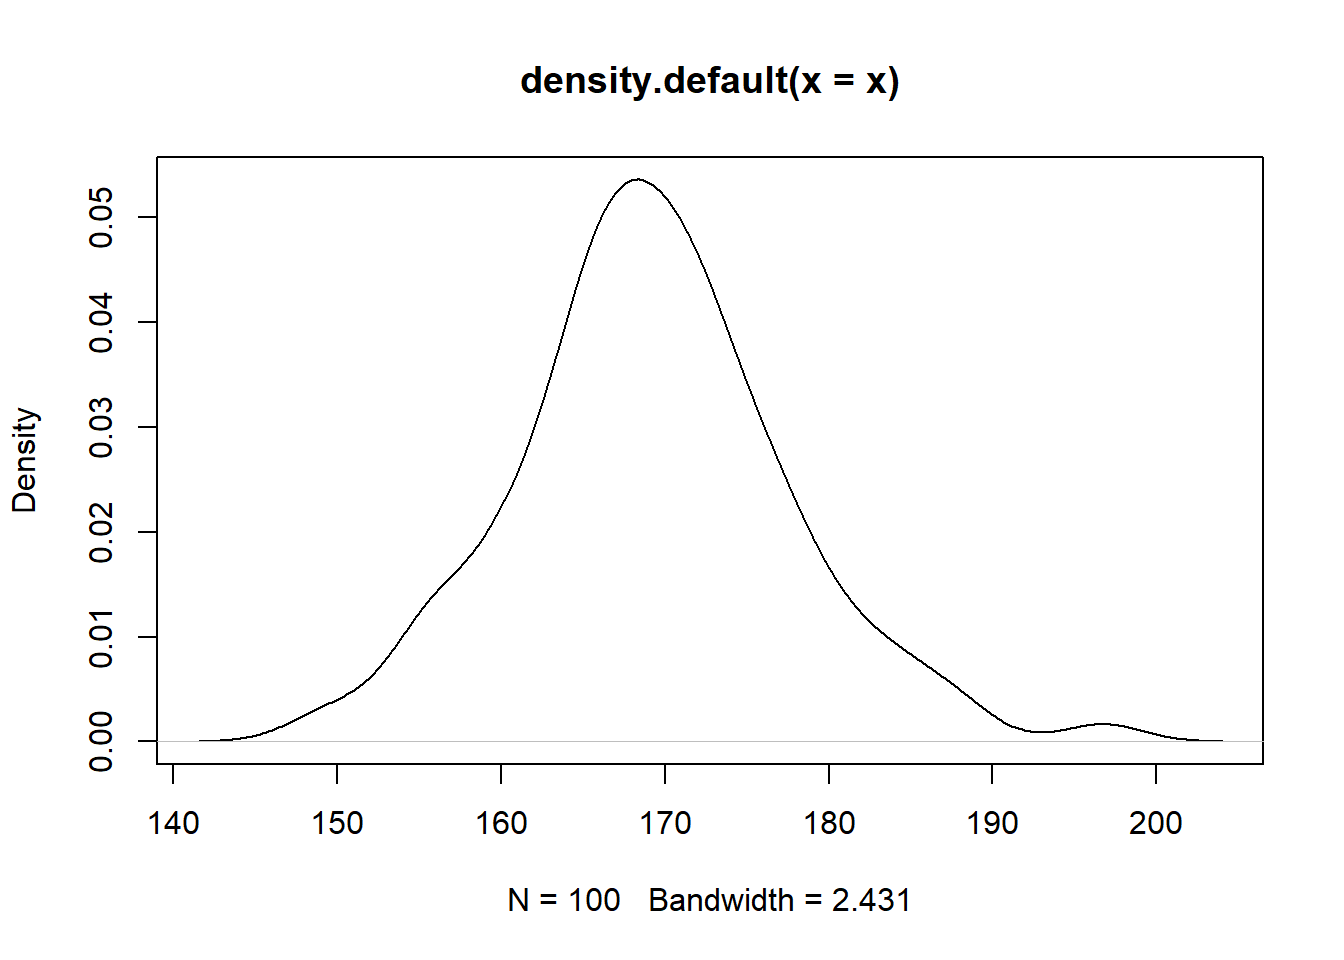 density.default(x = x)
Density
0.00
0.01
0.02
0.03
0.04
0.05
140 150 160 170 180 190 200
N = 100   Bandwidth = 2.431